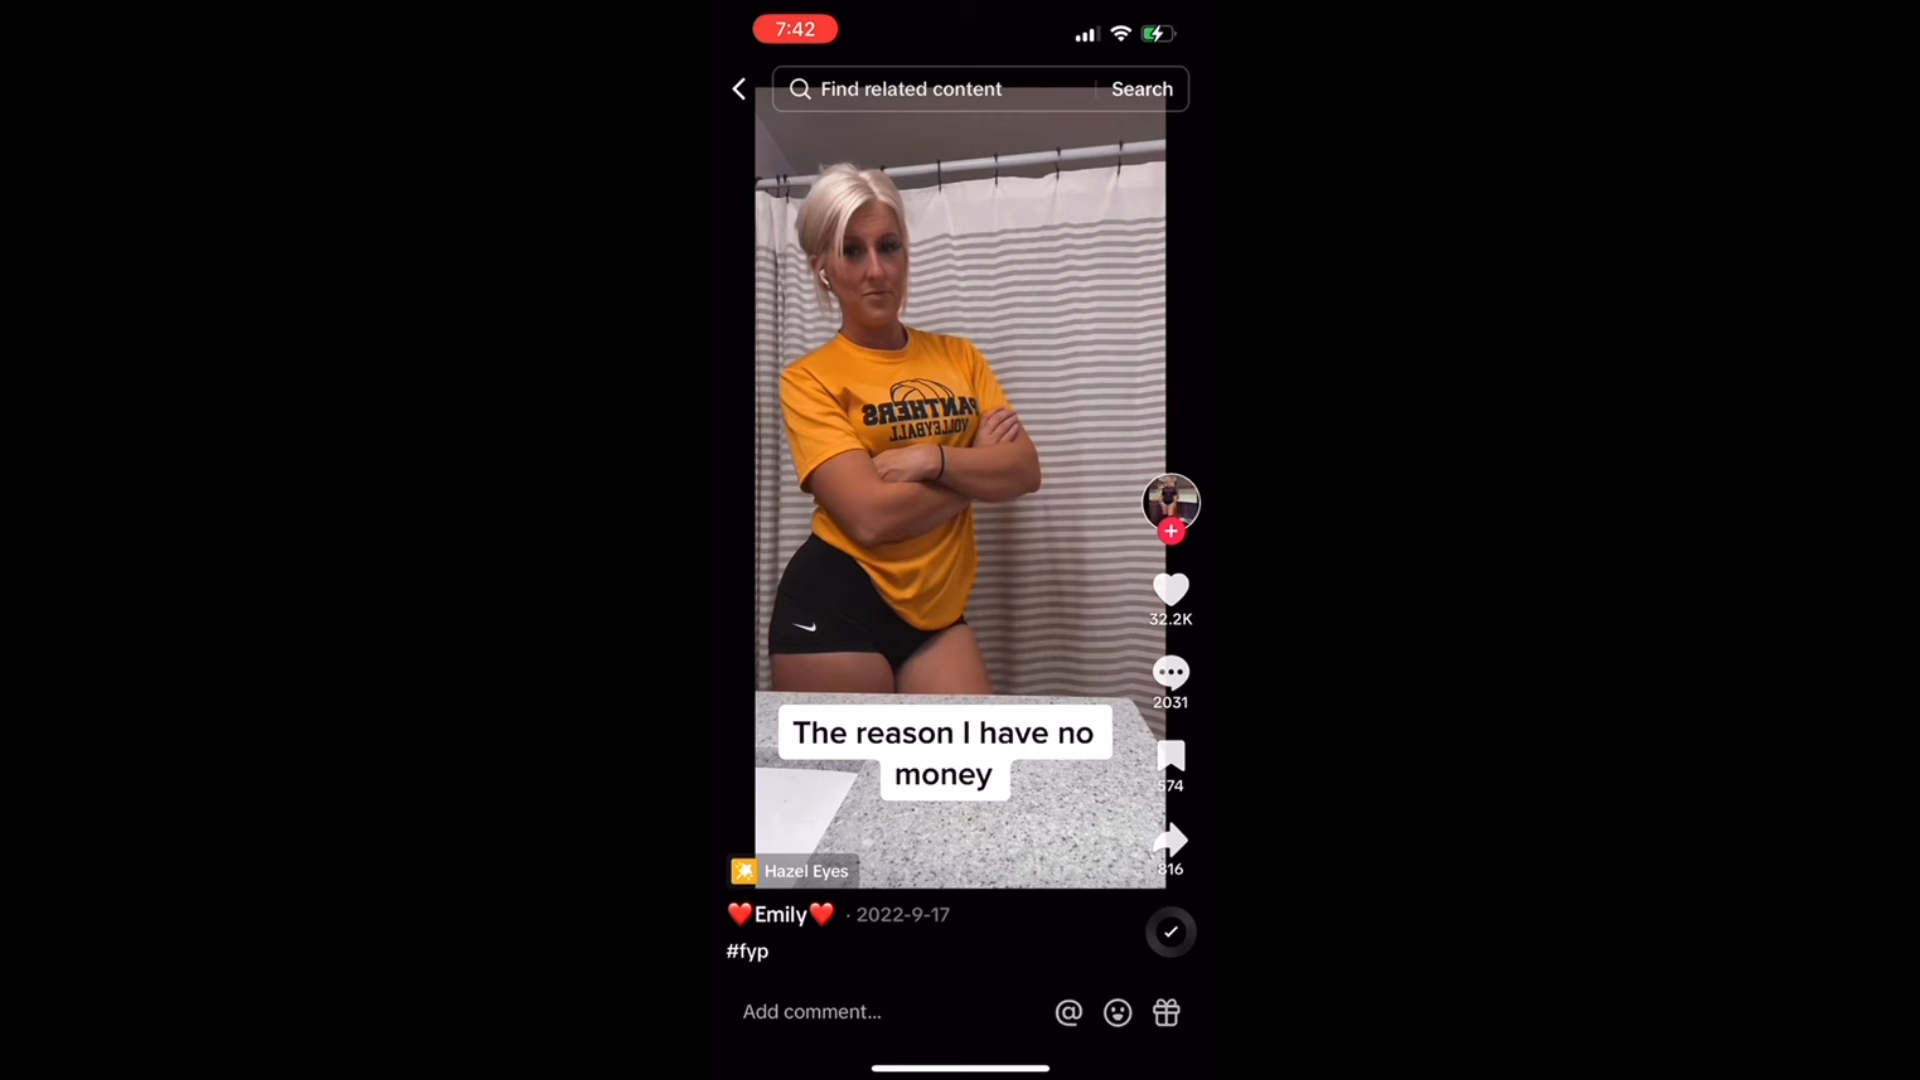 7:42
Find related content
Search
PANTHERS
VOLLEYBALL
The reason I have no
money
32.2K
2031
574
816
Hazel Eyes
❤️Emily❤️ · 2022-9-17
#fyp
Add comment...